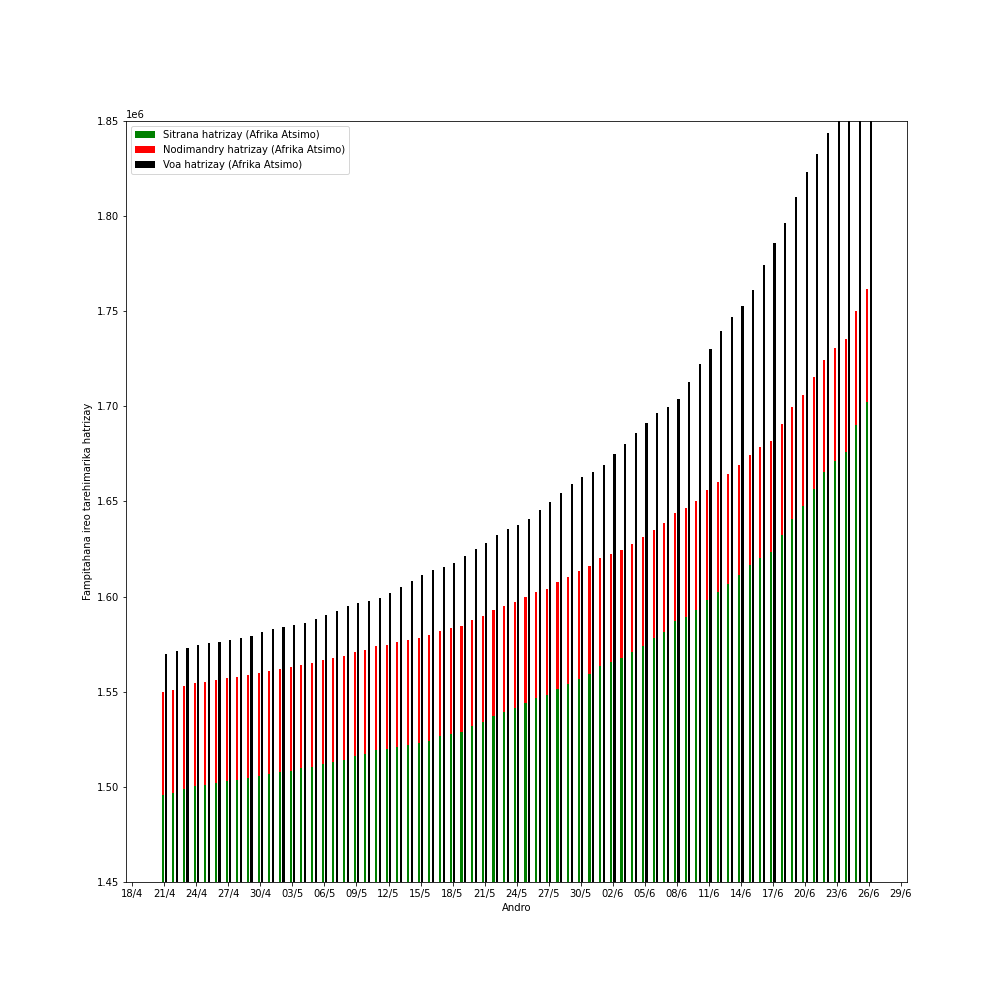 1e6
1.85
1.80
1.75
1.70
1.65
1.60
1.55
1.50
1.45
Fampitahana ireo tarehimarika hatrizay
Sitrana hatrizay (Afrika Atsimo)
Nodimandry hatrizay (Afrika Atsimo)
Voa hatrizay (Afrika Atsimo)
18/4 21/4 24/4 27/4 30/4 03/5 06/5 09/5 12/5 15/5 18/5 21/5 24/5 27/5 30/5 02/6 05/6 08/6 11/6 14/6 17/6 20/6 23/6 26/6 29/6
Andro